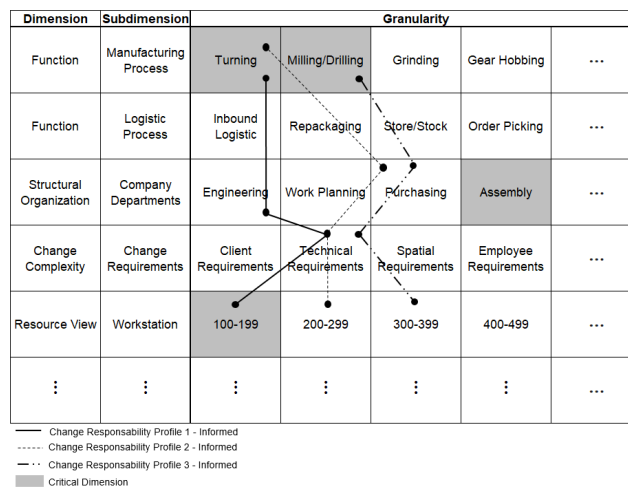 Dimension Subdimension Granularity
Function Manufacturing Process Turning Milling/Drilling Grinding Gear Hobbing ...
Function Logistic Process Inbound Logistic Repackaging Store/Stock Order Picking ...
Structural Organization Company Departments Engineering Work Planning Purchasing Assembly ...
Change Complexity Change Requirements Client Requirements Technical Requirements Spatial Requirements Employee Requirements ...
Resource View Workstation 100-199 200-299 300-399 400-499 ...
⋮ ⋮ ⋮ ⋮ ⋮ ⋮ ...
Change Responsability Profile 1 - Informed
Change Responsability Profile 2 - Informed
Change Responsability Profile 3 - Informed
Critical Dimension